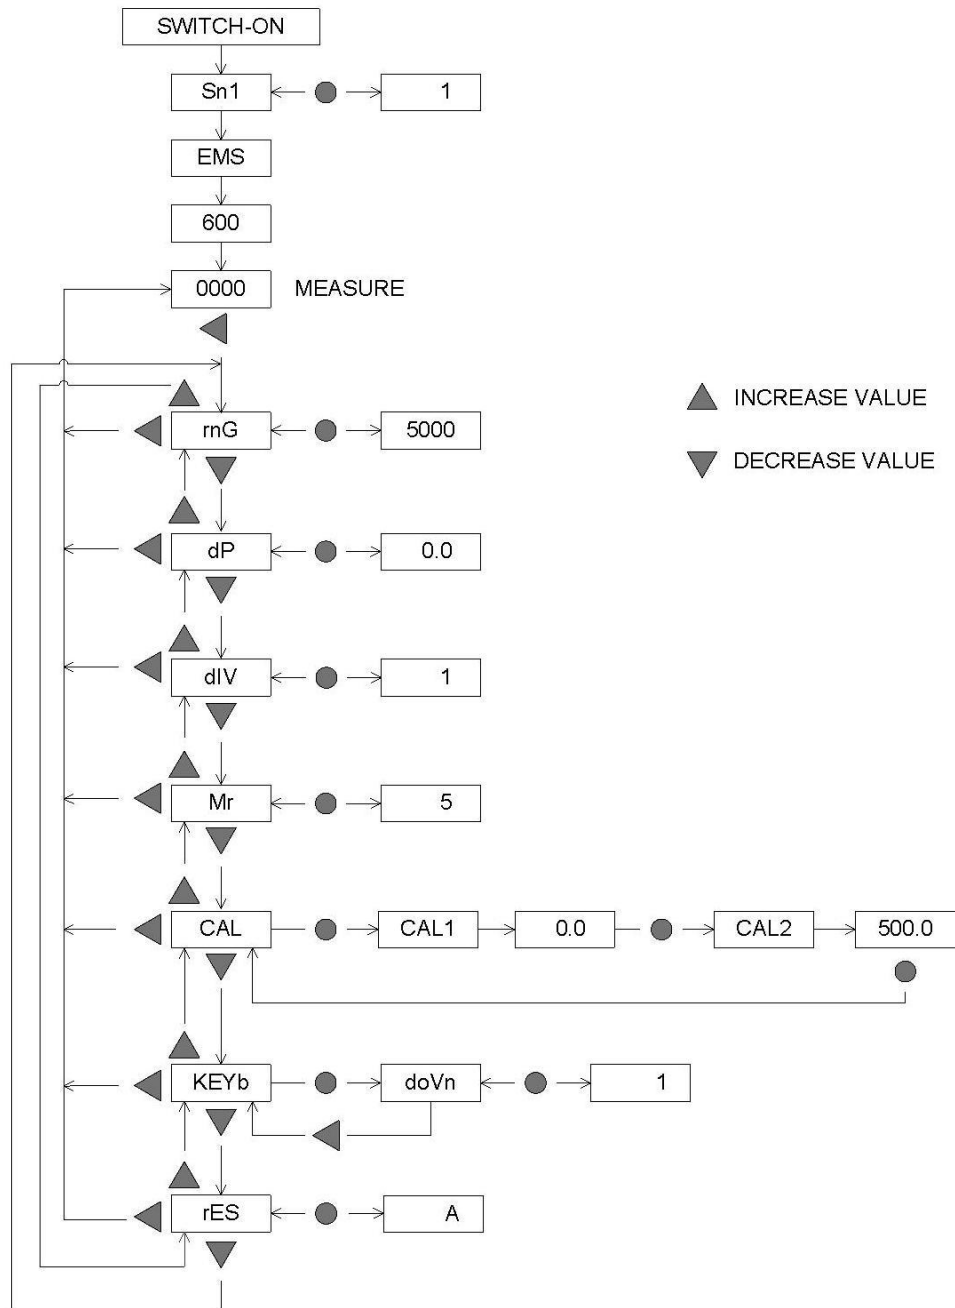 SWITCH-ON
Sn1
1
EMS
600
0000
MEASURE
INCREASE VALUE
rnG
5000
DECREASE VALUE
dP
0.0
dIV
1
Mr
5
CAL
CAL1
0.0
CAL2
500.0
KEYb
doVn
1
rES
A